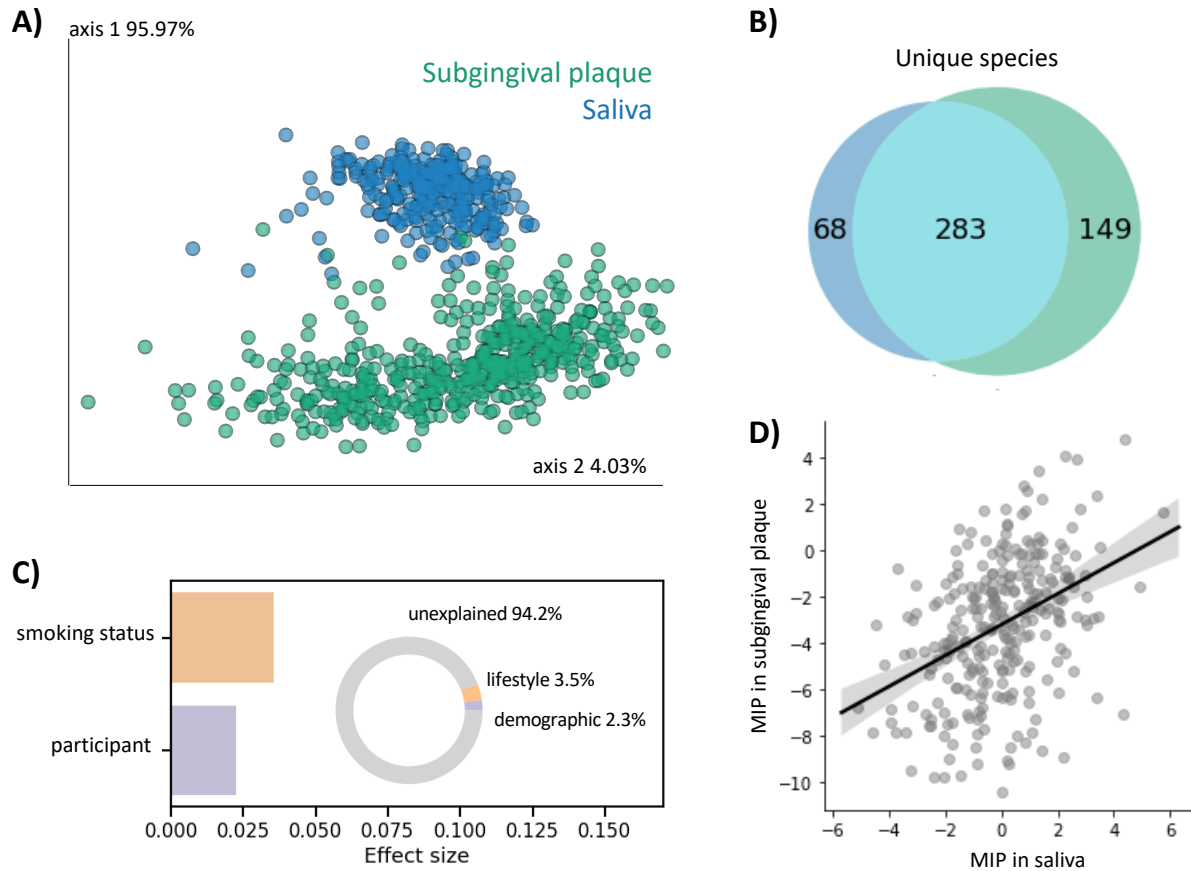 A)
axis 1 95.97%
Subgingival plaque
Saliva
axis 2 4.03%
B)
Unique species
68
283
149
C)
smoking status
participant
unexplained 94.2%
lifestyle 3.5%
demographic 2.3%
0.000 0.025 0.050 0.075 0.100 0.125 0.150
Effect size
D)
MIP in subgingival plaque
4
2
0
−2
−4
−6
−8
−10
−6 −4 −2 0 2 4 6
MIP in saliva